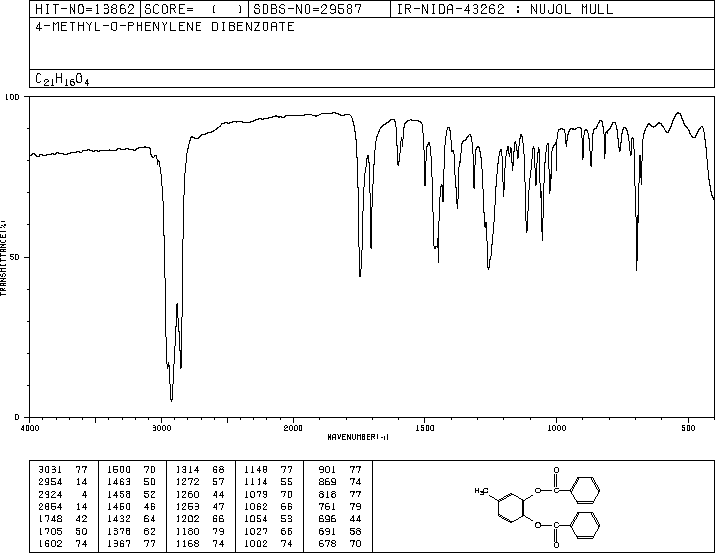 HIT-NO=13862 SCORE= ( ) SDBS-NO=29587 IR-NIDA-43262 : NUJOL MULL
4-METHYL-O-PHENYLENE DIBENZOATE
C21H16O4
100
50
0
TRANSMITTANCE(%)
4000 3000 2000 1500 1000 500
WAVENUMBER(-1)
3031 77 1500 70 1314 68 1148 77 901 77
2954 14 1463 50 1272 57 1114 55 869 74
2924 4 1458 52 1260 44 1079 70 818 77
2854 14 1450 46 1253 47 1062 66 761 79
1748 42 1432 64 1202 66 1054 53 696 44
1705 50 1378 62 1180 79 1027 66 691 58
1602 74 1367 77 1168 74 1002 74 678 70
O
H3C O C
O C
O